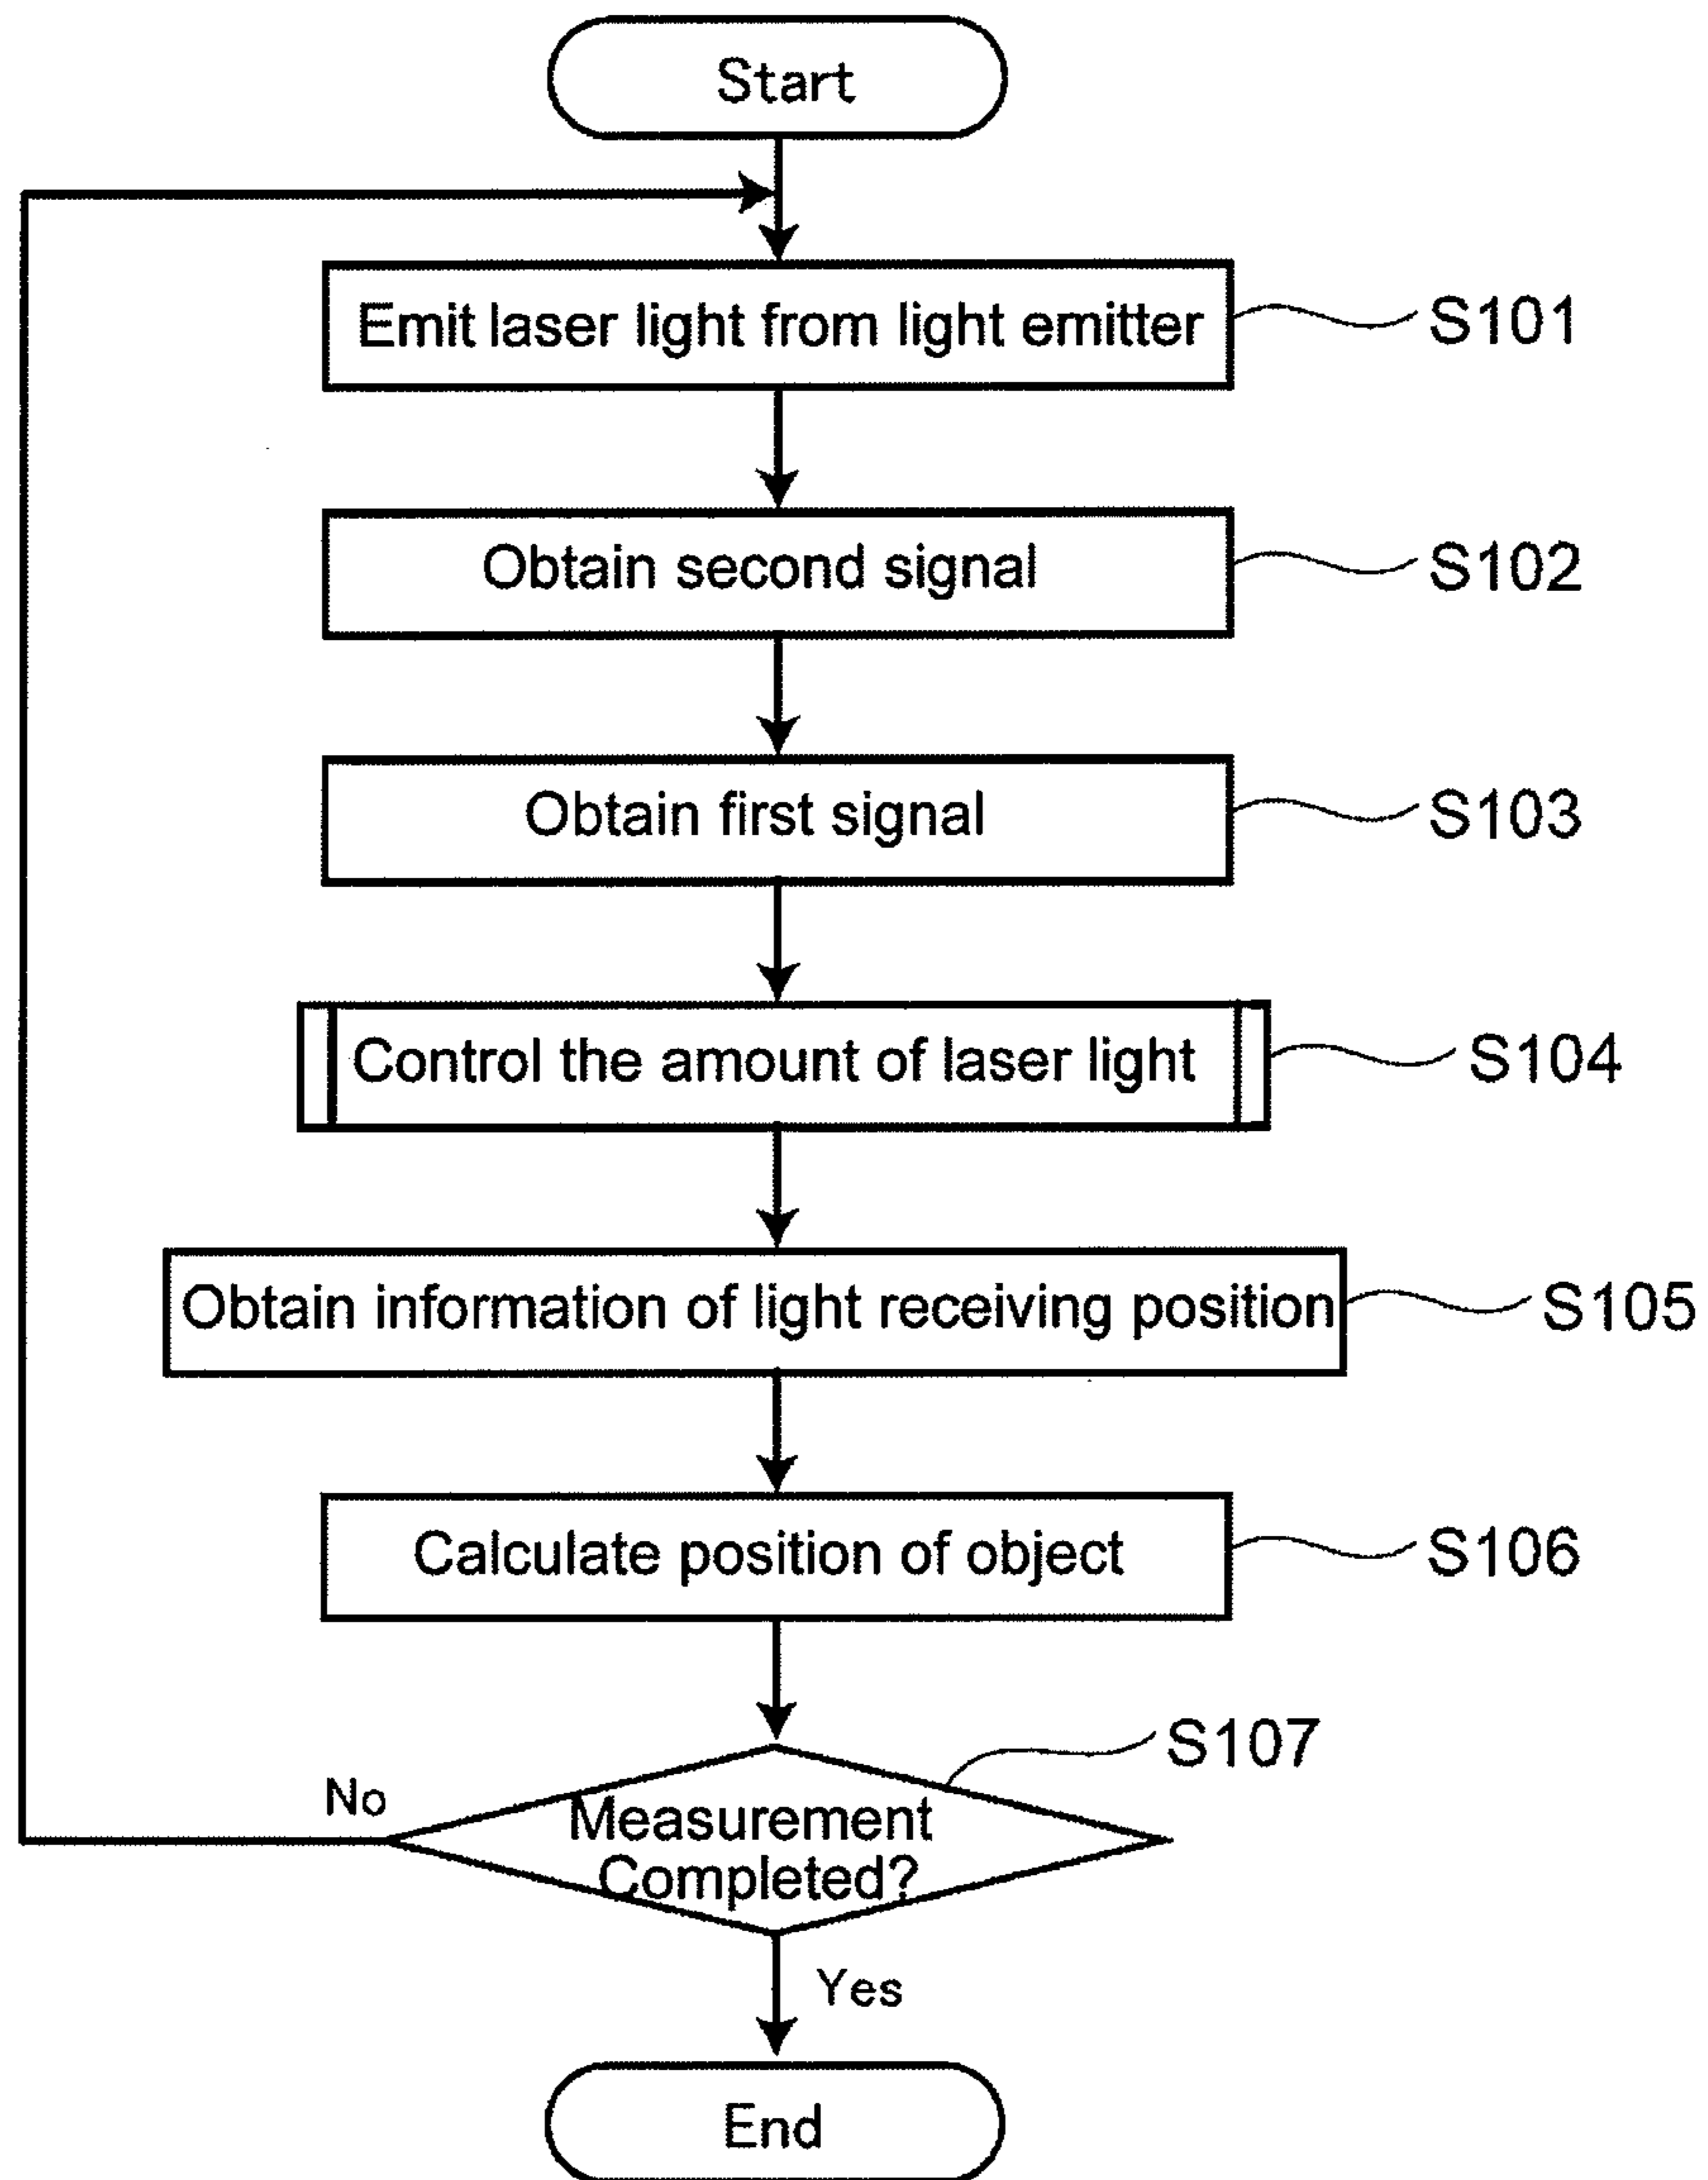 Start
Emit laser light from light emitter
S101
Obtain second signal
S102
Obtain first signal
S103
Control the amount of laser light
S104
Obtain information of light receiving position
S105
Calculate position of object
S106
S107
No
Measurement
Completed?
Yes
End